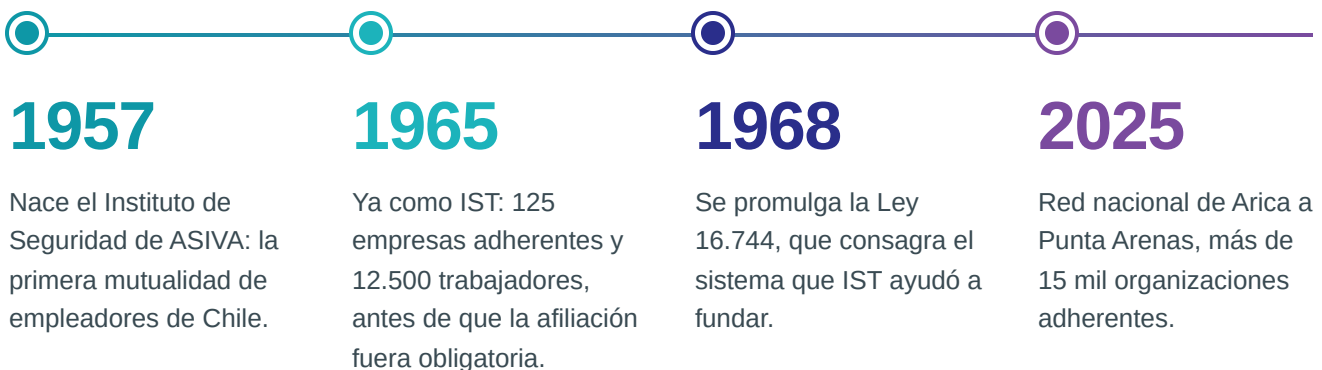 1957
Nace el Instituto de
Seguridad de ASIVA: la
primera mutualidad de
empleadores de Chile.
1965
Ya como IST: 125
empresas adherentes y
12.500 trabajadores,
antes de que la afiliación
fuera obligatoria.
1968
Se promulga la Ley
16.744, que consagra el
sistema que IST ayudó a
fundar.
2025
Red nacional de Arica a
Punta Arenas, más de
15 mil organizaciones
adherentes.